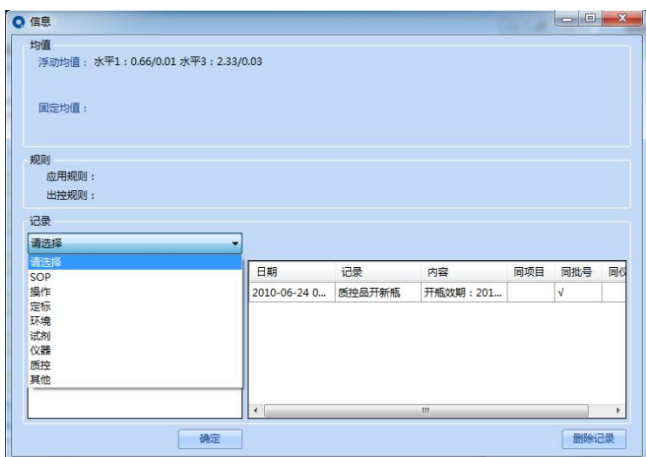 信息
均值
浮动均值： 水平1：0.66/0.01 水平3：2.33/0.03
固定均值：
规则
应用规则：
出控规则：
记录
请选择
请选择
SOP
操作
定标
环境
试剂
仪器
质控
其他
日期 记录 内容 同项目 同批号 同仪
2010-06-24 0... 质控品开新瓶 开瓶效期：201... √
确定 删除记录